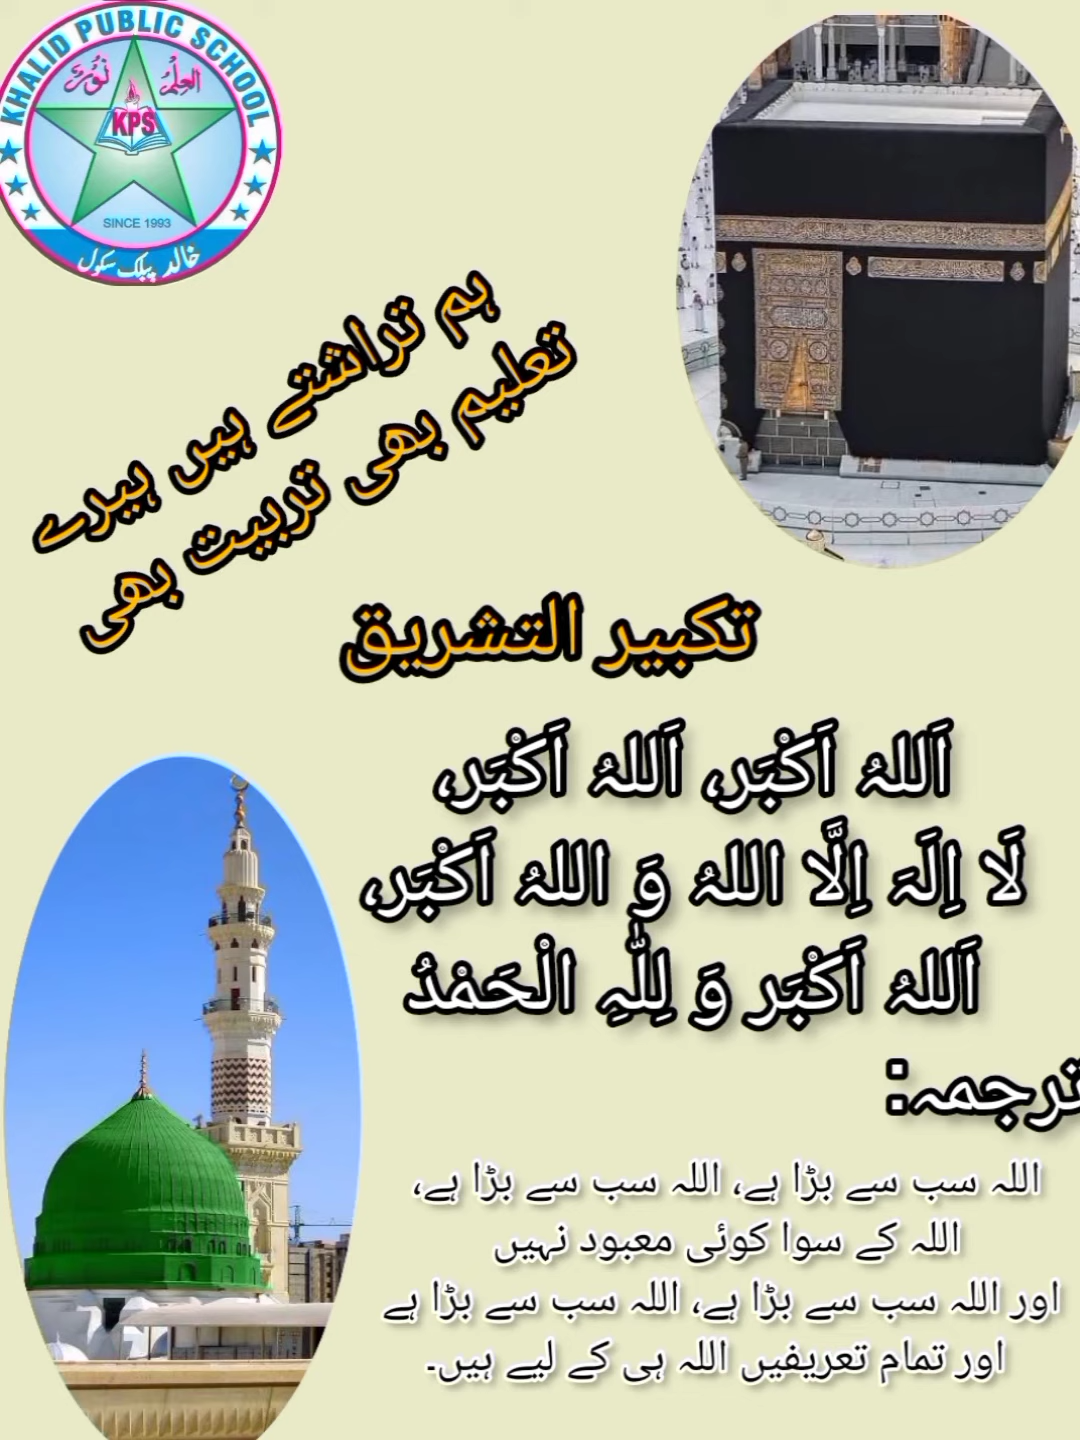 KHALID PUBLIC SCHOOL
العلم نور
KPS
SINCE 1993
خالد پبلک سکول
ہم تراشتے ہیں ہیرے
تعلیم بھی تربیت بھی
تکبیر التشریق
اَللہُ اَکْبَر، اَللہُ اَکْبَر،
لَا اِلَہَ اِلَّا اللہُ وَ اللہُ اَکْبَر،
اَللہُ اَکْبَر وَ لِلّٰہِ الْحَمْدُ
ترجمہ:
اللہ سب سے بڑا ہے، اللہ سب سے بڑا ہے،
اللہ کے سوا کوئی معبود نہیں
اور اللہ سب سے بڑا ہے، اللہ سب سے بڑا ہے
اور تمام تعریفیں اللہ ہی کے لیے ہیں۔